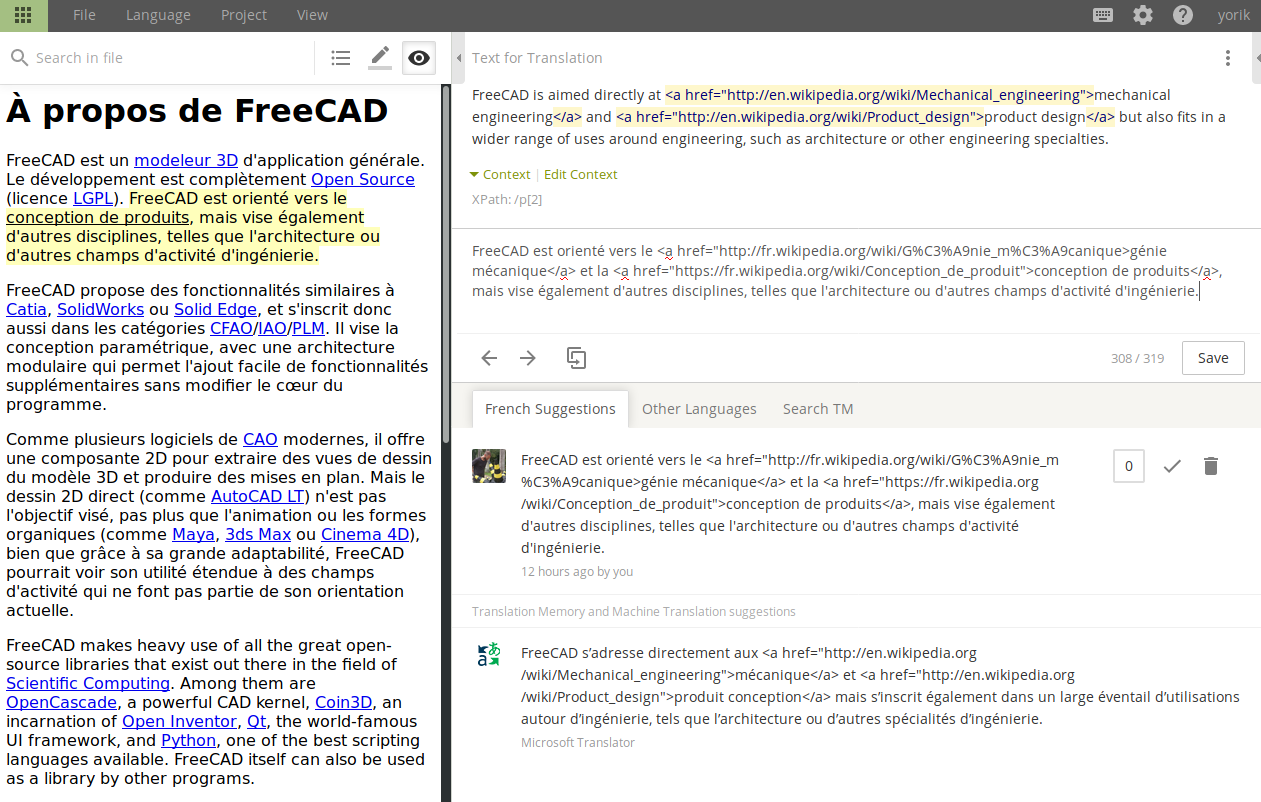 File Language Project View yorik
Search in file
À propos de FreeCAD
FreeCAD est un modeleur 3D d'application générale.
Le développement est complètement Open Source
(licence LGPL). FreeCAD est orienté vers le
conception de produits, mais vise également
d'autres disciplines, telles que l'architecture ou
d'autres champs d'activité d'ingénierie.
FreeCAD propose des fonctionnalités similaires à
Catia, SolidWorks ou Solid Edge, et s'inscrit donc
aussi dans les catégories CFAO/IAO/PLM. Il vise la
conception paramétrique, avec une architecture
modulaire qui permet l'ajout facile de fonctionnalités
supplémentaires sans modifier le cœur du
programme.
Comme plusieurs logiciels de CAO modernes, il offre
une composante 2D pour extraire des vues de dessin
du modèle 3D et produire des mises en plan. Mais le
dessin 2D direct (comme AutoCAD LT) n'est pas
l'objectif visé, pas plus que l'animation ou les formes
organiques (comme Maya, 3ds Max ou Cinema 4D),
bien que grâce à sa grande adaptabilité, FreeCAD
pourrait voir son utilité étendue à des champs
d'activité qui ne font pas partie de son orientation
actuelle.
FreeCAD makes heavy use of all the great open-
source libraries that exist out there in the field of
Scientific Computing. Among them are
OpenCascade, a powerful CAD kernel, Coin3D, an
incarnation of Open Inventor, Qt, the world-famous
UI framework, and Python, one of the best scripting
languages available. FreeCAD itself can also be used
as a library by other programs.
Text for Translation
FreeCAD is aimed directly at <a href="http://en.wikipedia.org/wiki/Mechanical_engineering">mechanical
engineering</a> and <a href="http://en.wikipedia.org/wiki/Product_design">product design</a> but also fits in a
wider range of uses around engineering, such as architecture or other engineering specialties.
Context | Edit Context
XPath: /p[2]
FreeCAD est orienté vers le <a href="http://fr.wikipedia.org/wiki/G%C3%A9nie_m%C3%A9canique>génie
mécanique</a> et la <a href="https://fr.wikipedia.org/wiki/Conception_de_produit">conception de produits</a>,
mais vise également d'autres disciplines, telles que l'architecture ou d'autres champs d'activité d'ingénierie.
308 / 319 Save
French Suggestions Other Languages Search TM
FreeCAD est orienté vers le <a href="http://fr.wikipedia.org/wiki/G%C3%A9nie_m
%C3%A9canique>génie mécanique</a> et la <a href="https://fr.wikipedia.org
/wiki/Conception_de_produit">conception de produits</a>, mais vise également
d'autres disciplines, telles que l'architecture ou d'autres champs d'activité
d'ingénierie.
0
12 hours ago by you
Translation Memory and Machine Translation suggestions
FreeCAD s’adresse directement aux <a href="http://en.wikipedia.org
/wiki/Mechanical_engineering">mécanique</a> et <a href="http://en.wikipedia.org
/wiki/Product_design">produit conception</a> mais s’inscrit également dans un large éventail d’utilisations
autour d’ingénierie, tels que l’architecture ou d’autres spécialités d’Ingénierie.
Microsoft Translator